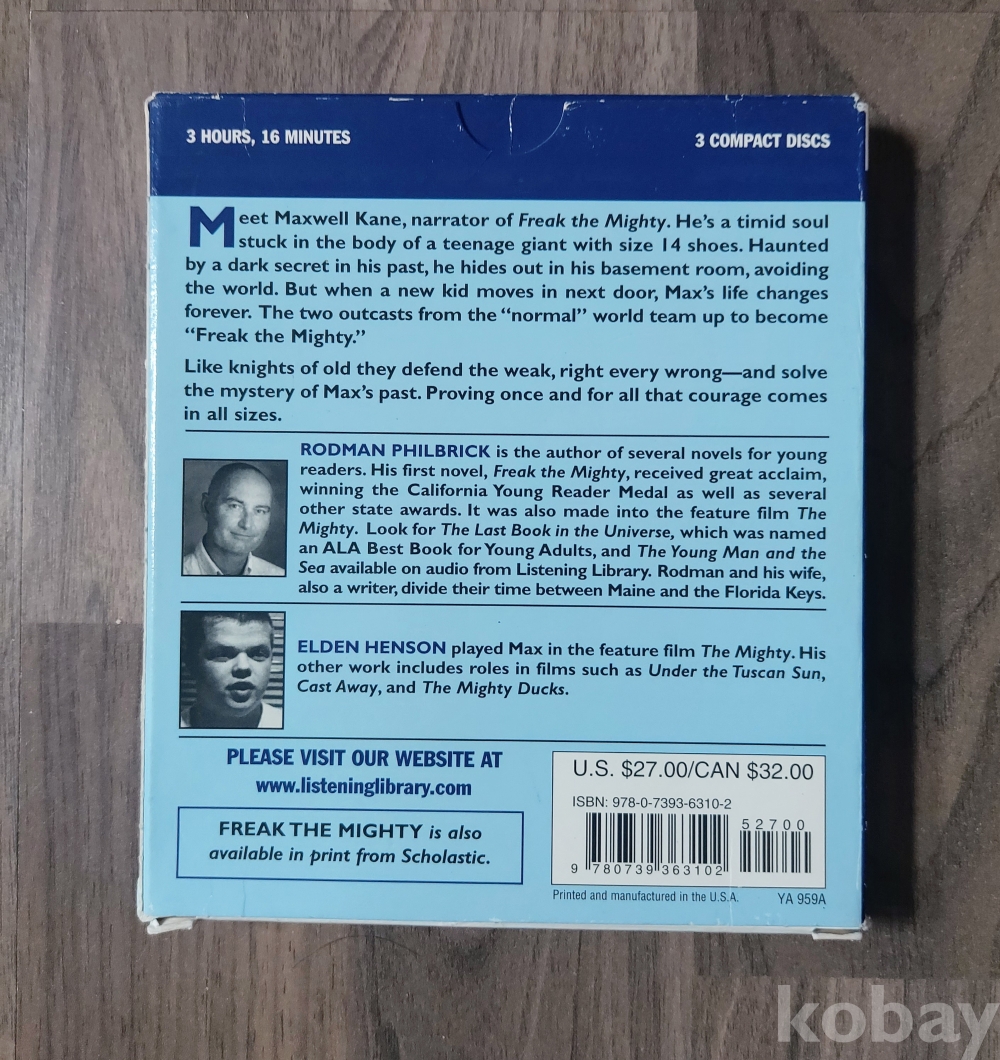 3 HOURS, 16 MINUTES
3 COMPACT DISCS
Meet Maxwell Kane, narrator of Freak the Mighty. He's a timid soul
stuck in the body of a teenage giant with size 14 shoes. Haunted
by a dark secret in his past, he hides out in his basement room, avoiding
the world. But when a new kid moves in next door, Max's life changes
forever. The two outcasts from the "normal" world team up to become
"Freak the Mighty."
Like knights of old they defend the weak, right every wrong—and solve
the mystery of Max's past. Proving once and for all that courage comes
in all sizes.
RODMAN PHILBRICK is the author of several novels for young
readers. His first novel, Freak the Mighty, received great acclaim,
winning the California Young Reader Medal as well as several
other state awards. It was also made into the feature film The
Mighty. Look for The Last Book in the Universe, which was named
an ALA Best Book for Young Adults, and The Young Man and the
Sea available on audio from Listening Library. Rodman and his wife,
also a writer, divide their time between Maine and the Florida Keys.
ELDEN HENSON played Max in the feature film The Mighty. His
other work includes roles in films such as Under the Tuscan Sun,
Cast Away, and The Mighty Ducks.
PLEASE VISIT OUR WEBSITE AT
www.listeninglibrary.com
FREAK THE MIGHTY is also
available in print from Scholastic.
U.S. $27.00/CAN $32.00
ISBN: 978-0-7393-6310-2
52700
9 780739 363102
Printed and manufactured in the U.S.A.
YA 959A
kobay